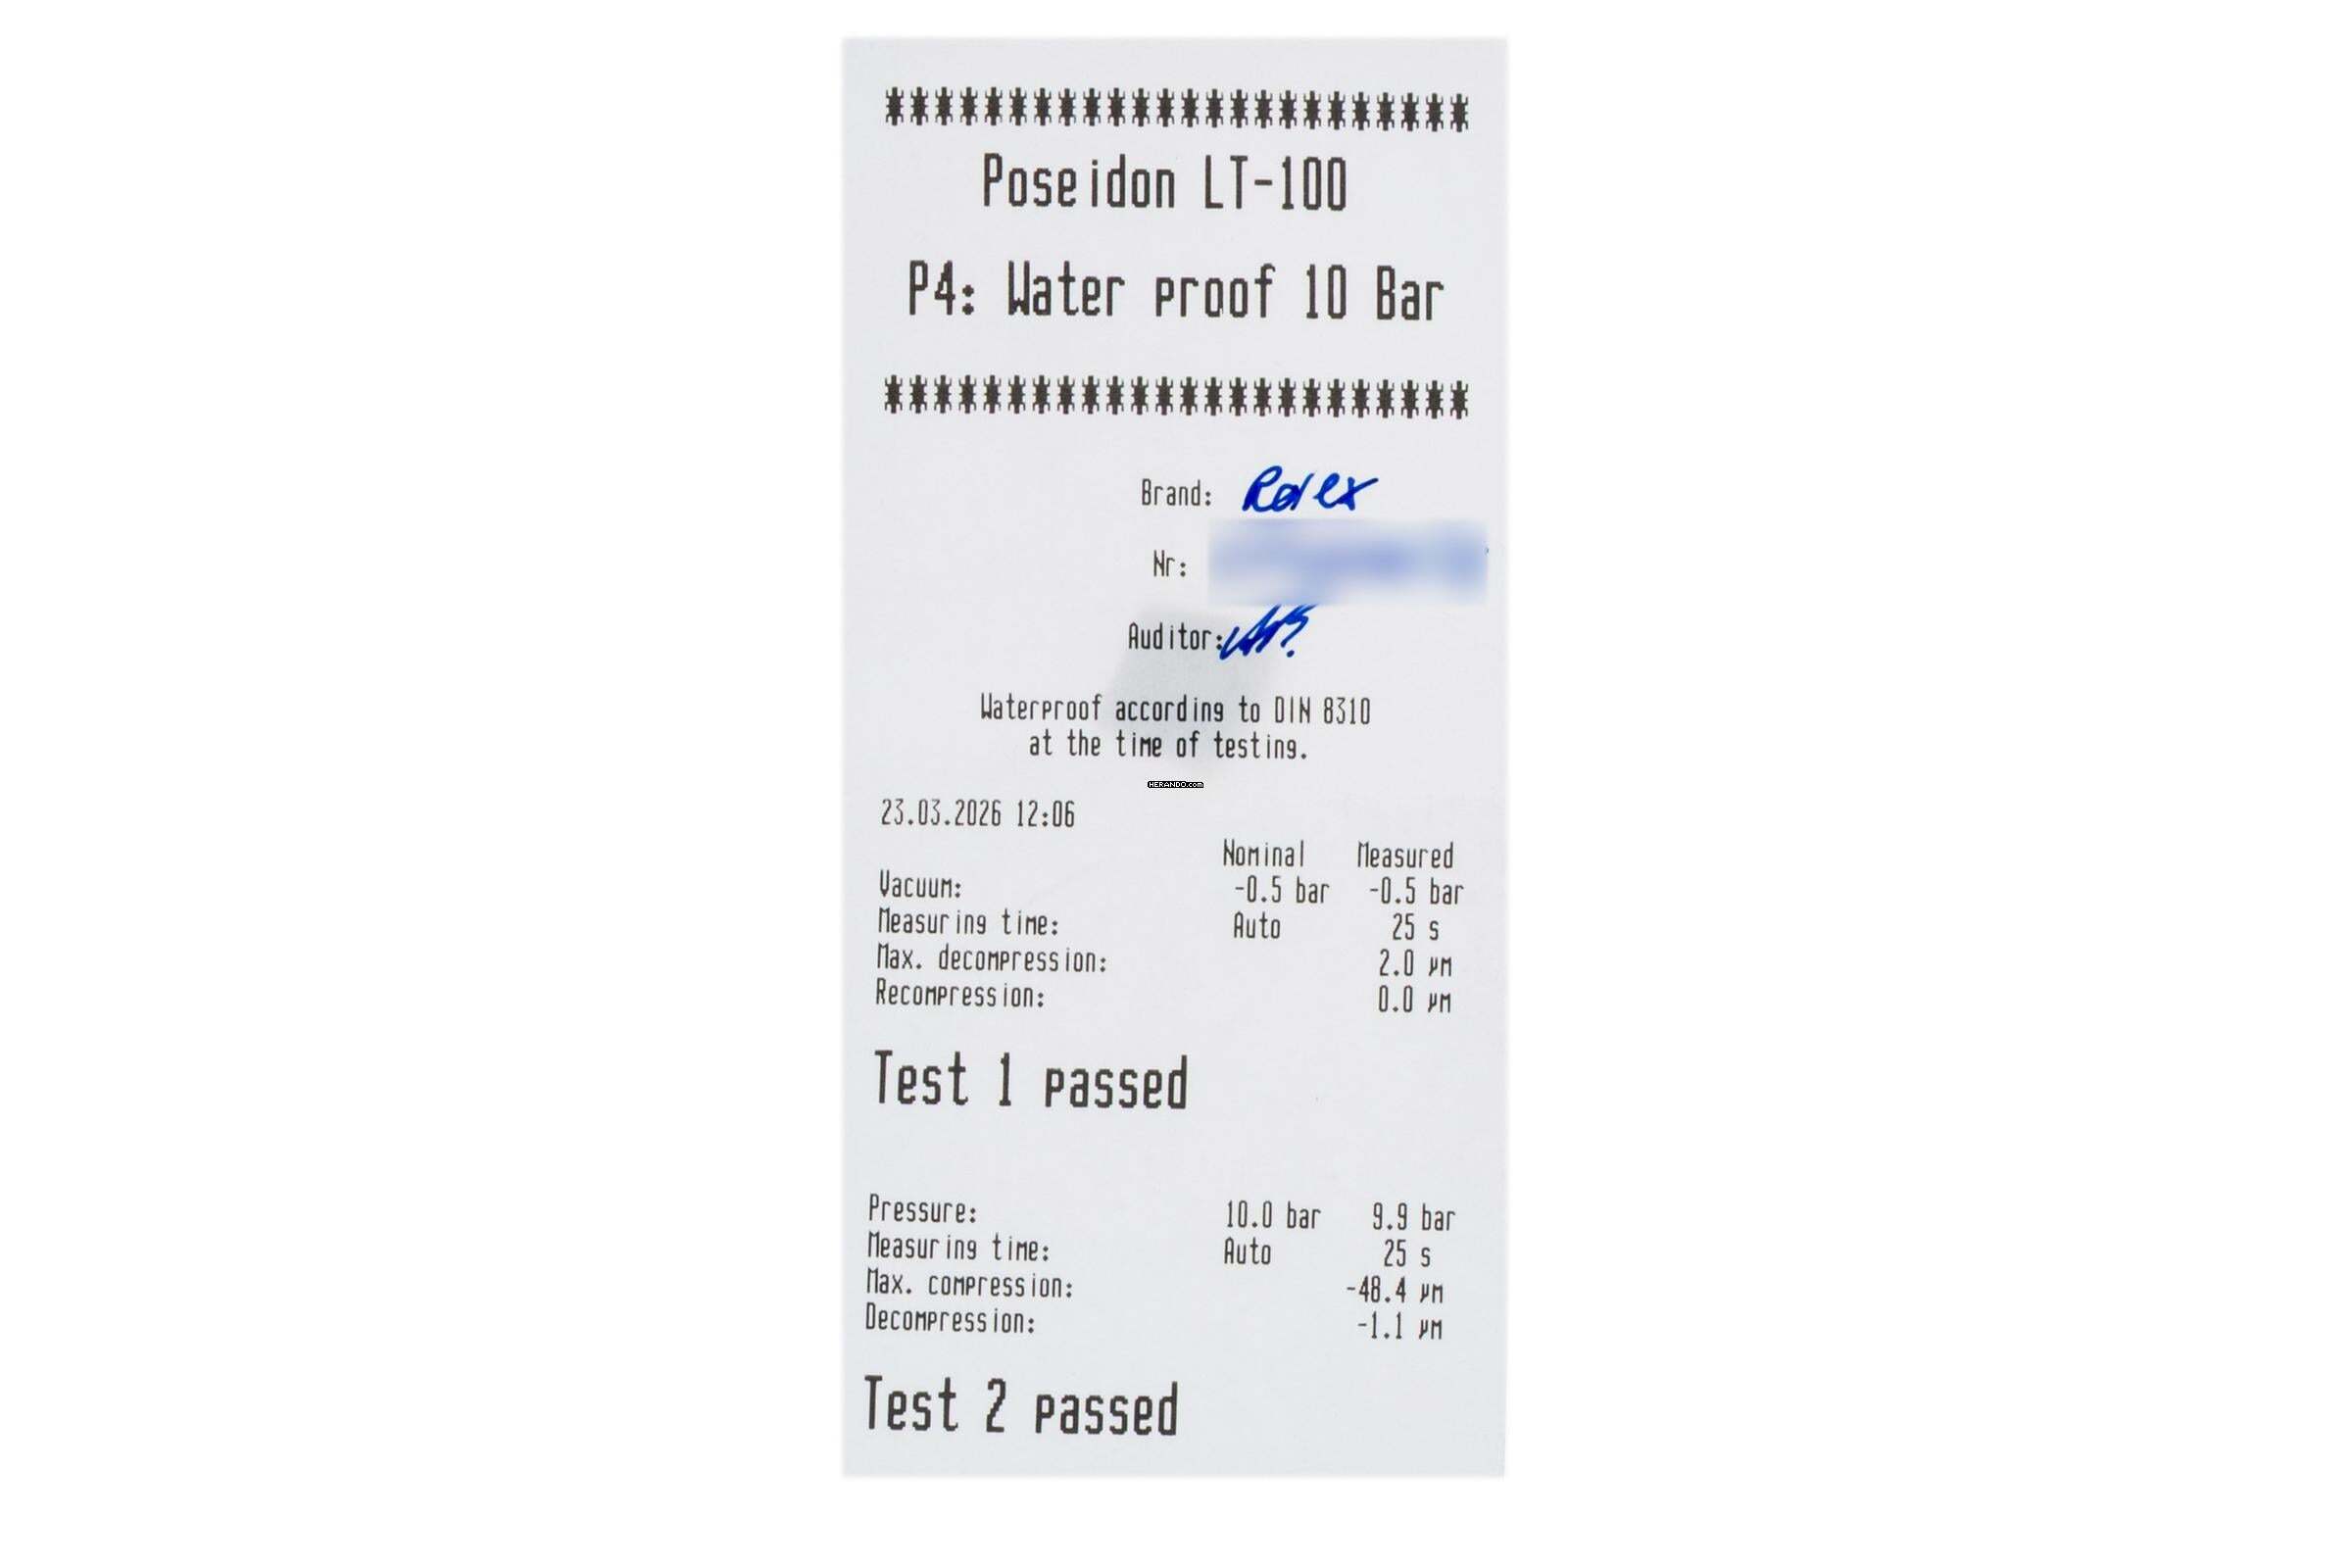 ************************
Poseidon LT-100
P4: Water proof 10 Bar
************************
Brand: Rolex
Nr:
Auditor:
Waterproof according to DIN 8310
at the time of testing.
HERANDO.com
23.03.2026 12:06
Nominal Measured
Vacuum: -0.5 bar -0.5 bar
Measuring time: Auto 25 s
Max. decompression: 2.0 µm
Recompression: 0.0 µm
Test 1 passed
Pressure: 10.0 bar 9.9 bar
Measuring time: Auto 25 s
Max. compression: -48.4 µm
Decompression: -1.1 µm
Test 2 passed